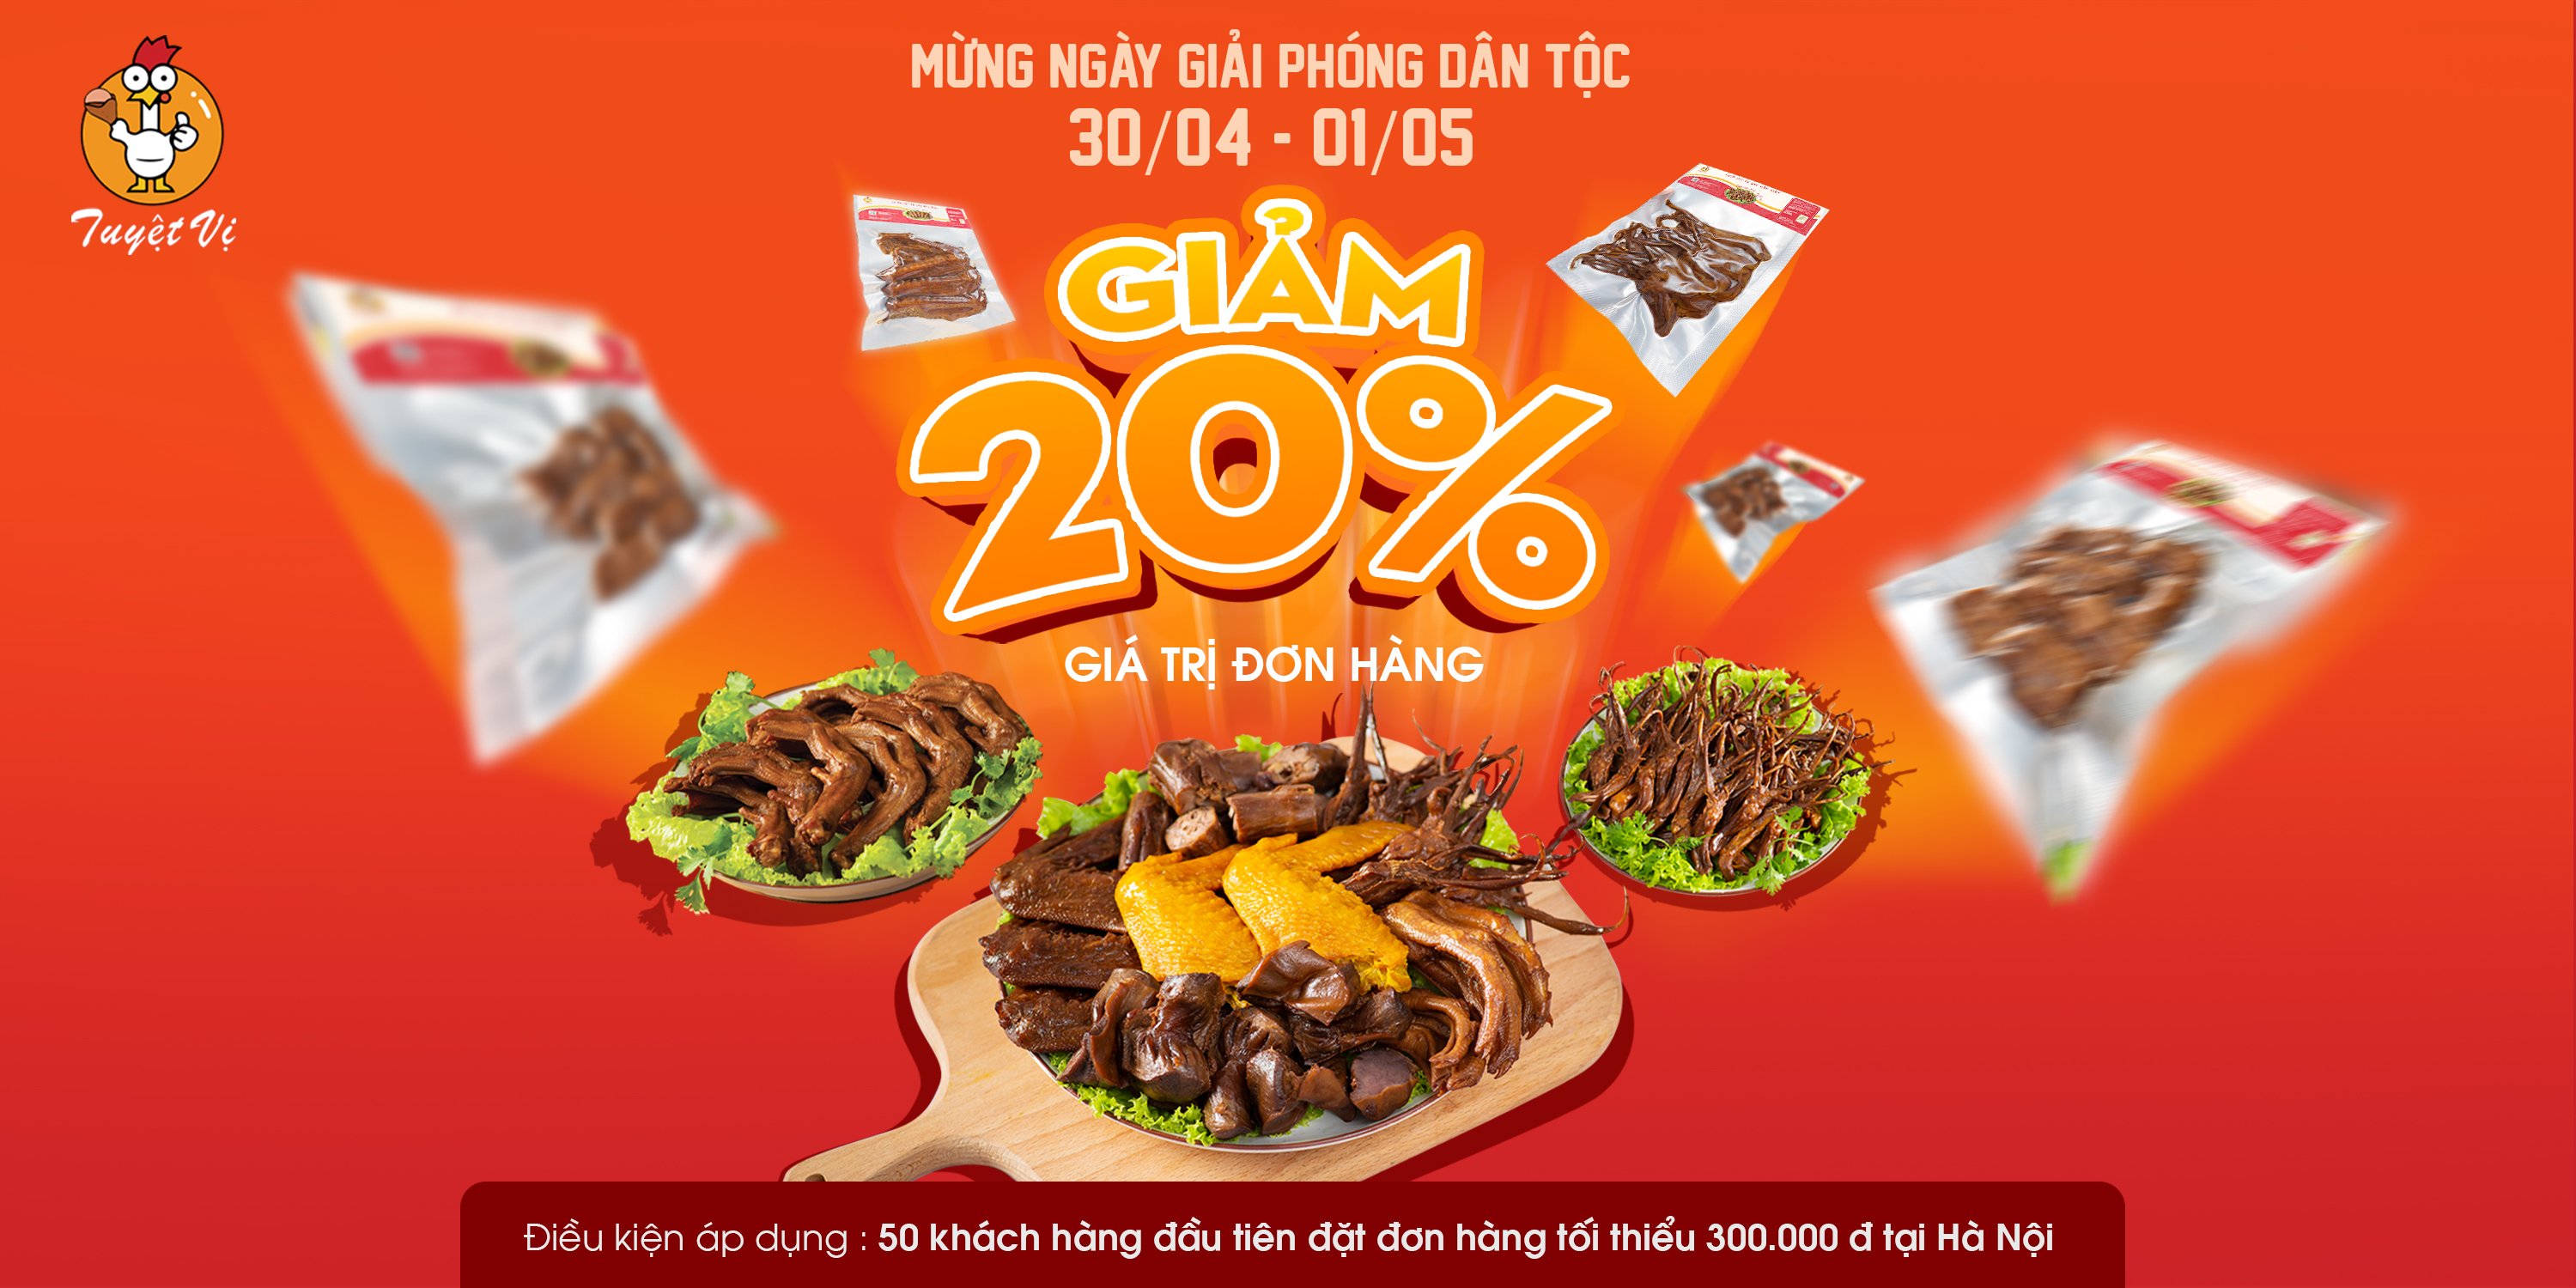 Tuyệt Vị
MỪNG NGÀY GIẢI PHÓNG DÂN TỘC
30/04 - 01/05
GIẢM
20%
GIÁ TRỊ ĐƠN HÀNG
Điều kiện áp dụng : 50 khách hàng đầu tiên đặt đơn hàng tối thiểu 300.000 đ tại Hà Nội